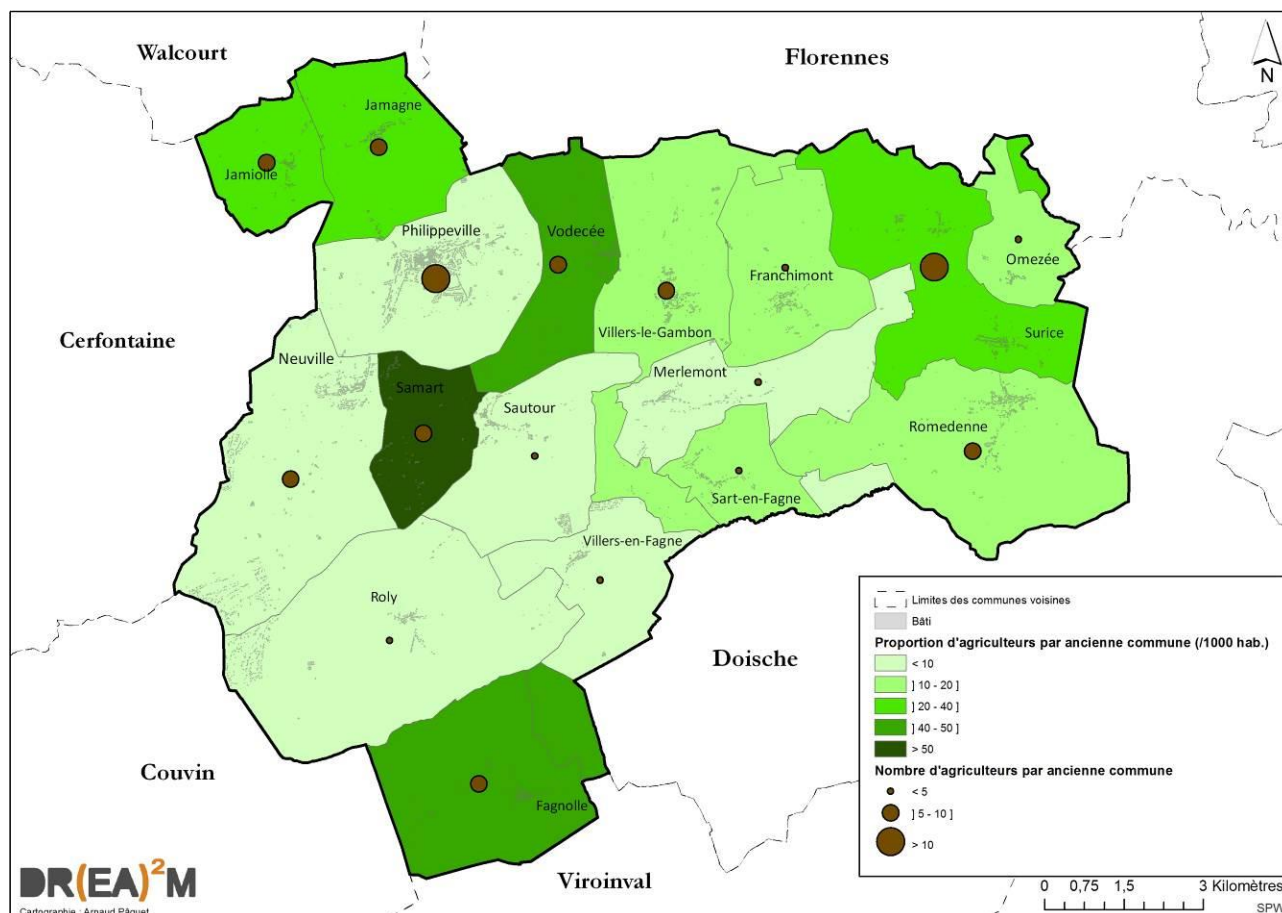 Walcourt
Florennes
N
Jamagne
Jamiolle
Philippeville
Vodecée
Omezée
Franchimont
Villers-le-Gambon
Surice
Cerfontaine
Neuville
Merlemont
Samart
Sautour
Romedenne
Sart-en-Fagne
Villers-en-Fagne
Roly
Doische
Couvin
Fagnolle
Viroinval
Limites des communes voisines
Bâti
Proportion d'agriculteurs par ancienne commune (/1000 hab.)
< 10
] 10 - 20 ]
] 20 - 40 ]
] 40 - 50 ]
> 50
Nombre d'agriculteurs par ancienne commune
< 5
] 5 - 10 ]
> 10
DR(EA)²M
Cartographie : Arnaud Pâquet
0 0,75 1,5 3 Kilomètres
SPW